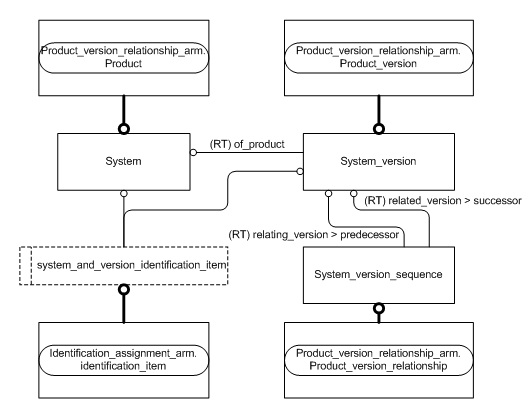 Product_version_relationship_arm.
Product
Product_version_relationship_arm.
Product_version
(RT) of_product
System
System_version
(RT) related_version > successor
(RT) relating_version > predecessor
system_and_version_identification_item
System_version_sequence
Identification_assignment_arm.
identification_item
Product_version_relationship_arm.
Product_version_relationship